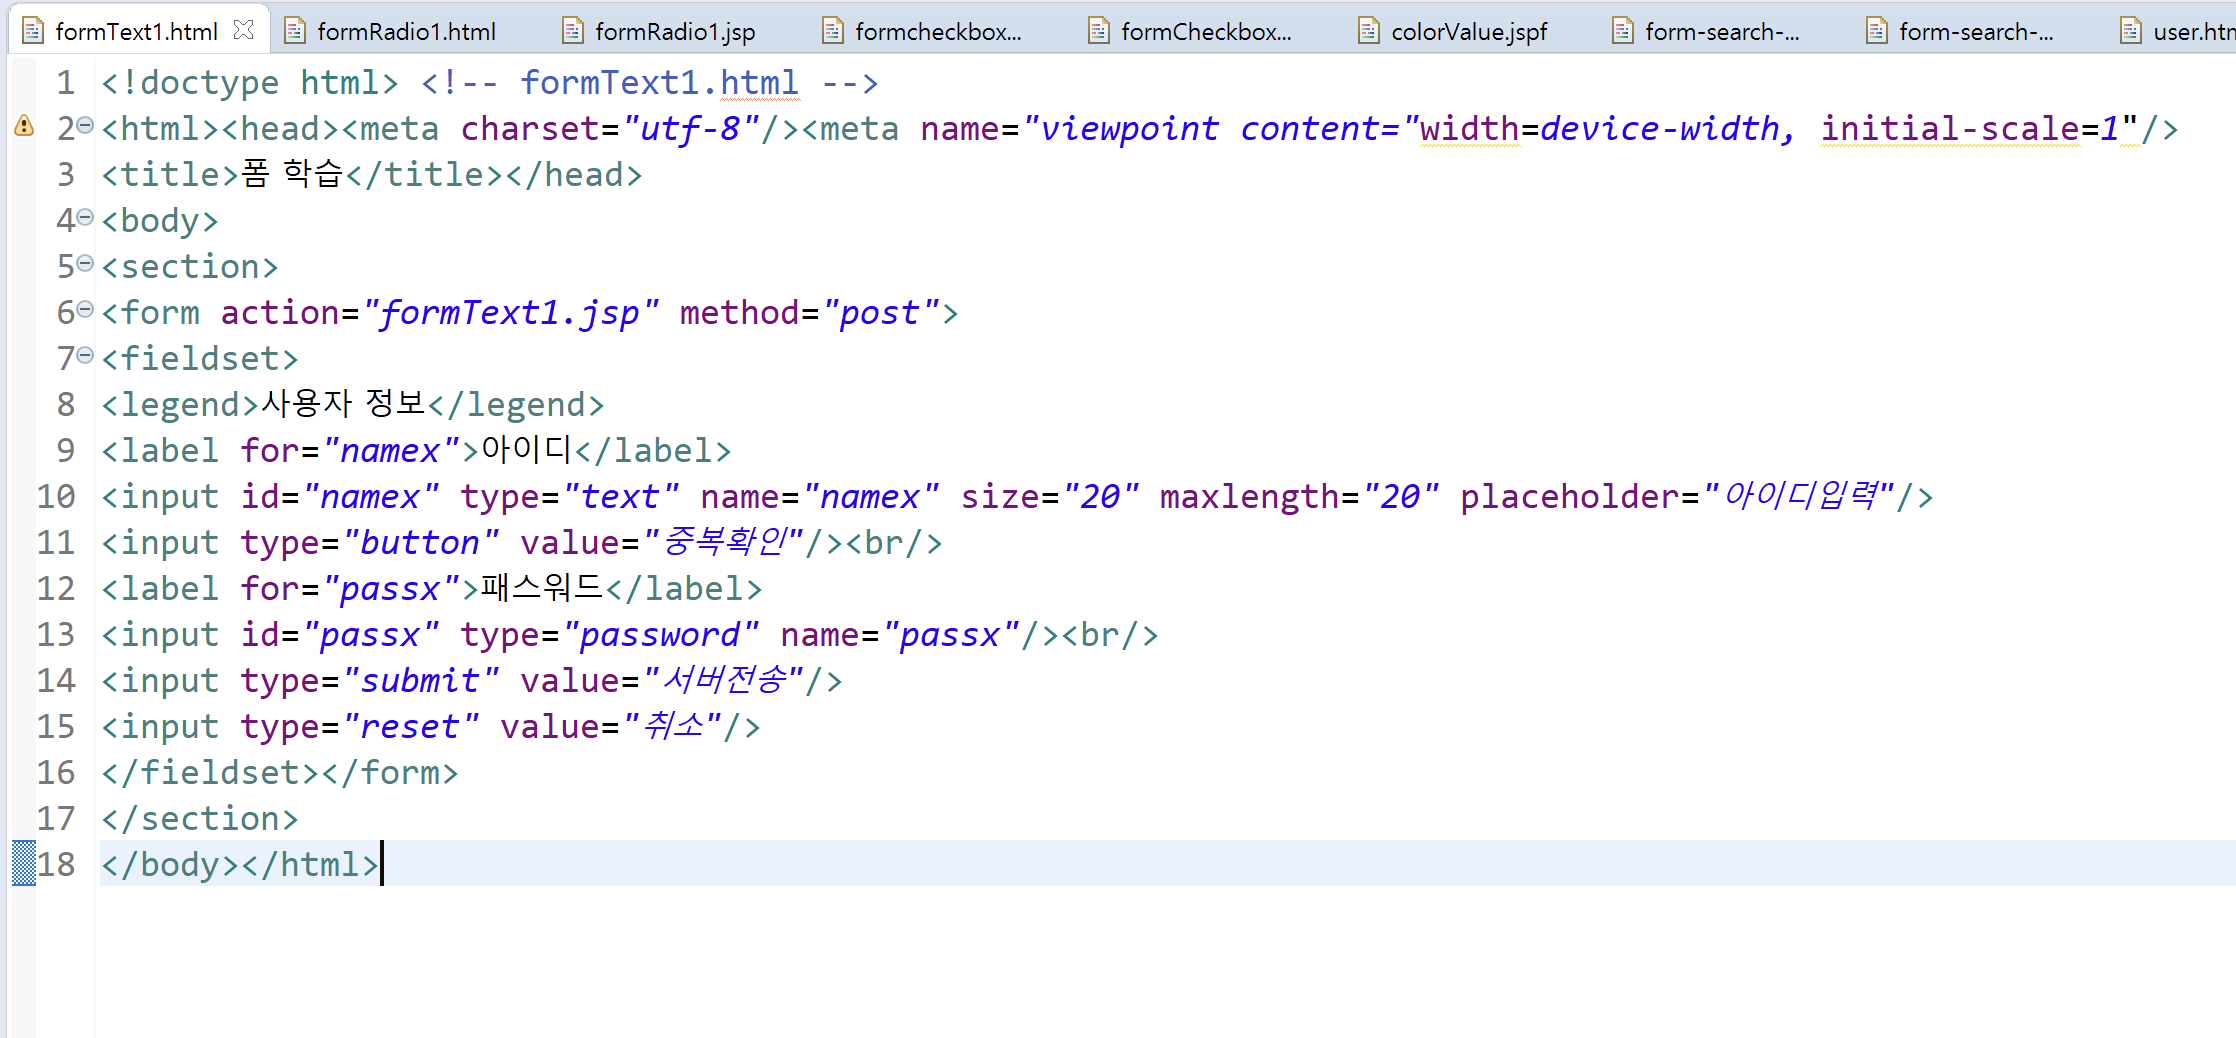 formText1.html formRadio1.html formRadio1.jsp formcheckbox... formCheckbox... colorValue.jspf form-search-... form-search-... user.htm
1 <!doctype html> <!-- formText1.html -->
2 <html><head><meta charset="utf-8"/><meta name="viewpoint content="width=device-width, initial-scale=1"/>
3 <title>폼 학습</title></head>
4 <body>
5 <section>
6 <form action="formText1.jsp" method="post">
7 <fieldset>
8 <legend>사용자 정보</legend>
9 <label for="namex">아이디</label>
10 <input id="namex" type="text" name="namex" size="20" maxlength="20" placeholder="아이디입력"/>
11 <input type="button" value="중복확인"/><br/>
12 <label for="passx">패스워드</label>
13 <input id="passx" type="password" name="passx"/><br/>
14 <input type="submit" value="서버전송"/>
15 <input type="reset" value="취소"/>
16 </fieldset></form>
17 </section>
18 </body></html>